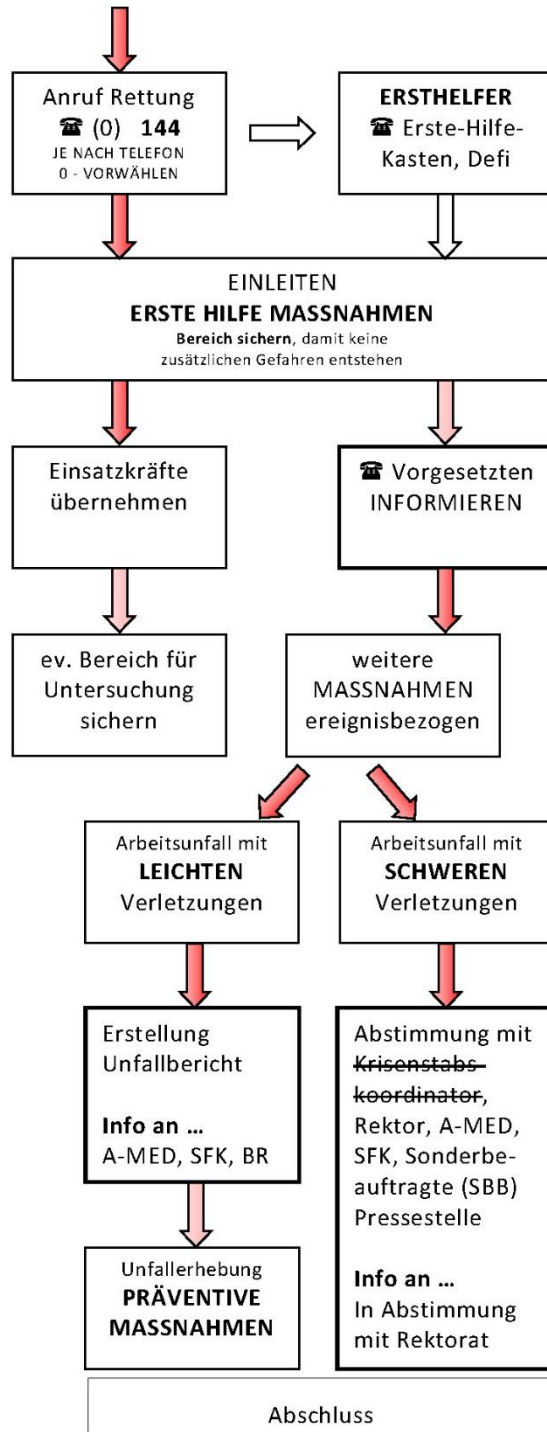 Anruf Rettung
☎ (0) 144
JE NACH TELEFON
0 - VORWÄHLEN
ERSTHELFER
☎ Erste-Hilfe-
Kasten, Defi
EINLEITEN
ERSTE HILFE MASSNAHMEN
Bereich sichern, damit keine
zusätzlichen Gefahren entstehen
Einsatzkräfte
übernehmen
☎ Vorgesetzten
INFORMIEREN
ev. Bereich für
Untersuchung
sichern
weitere
MASSNAHMEN
ereignisbezogen
Arbeitsunfall mit
LEICHTEN
Verletzungen
Arbeitsunfall mit
SCHWEREN
Verletzungen
Erstellung
Unfallbericht
Info an ...
A-MED, SFK, BR
Abstimmung mit
Krisenstabs-
koordinator,
Rektor, A-MED,
SFK, Sonderbe-
auftragte (SBB)
Pressestelle
Info an ...
In Abstimmung
mit Rektorat
Unfallerhebung
PRÄVENTIVE
MASSNAHMEN
Abschluss